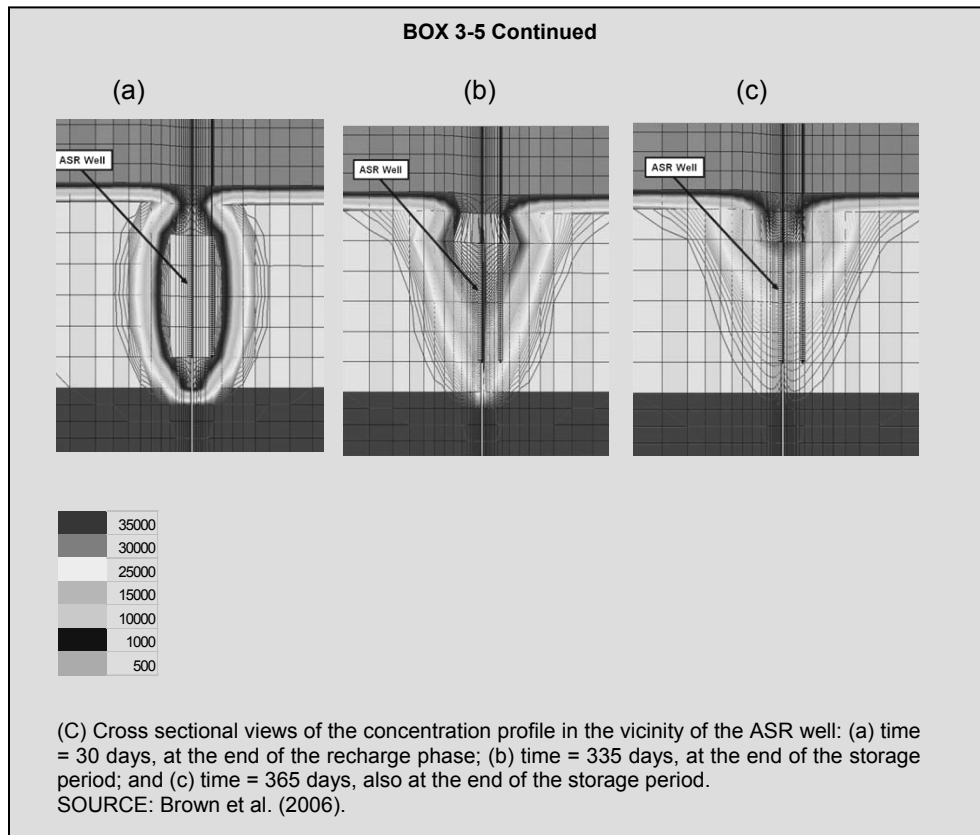 BOX 3-5 Continued
(a)
(b)
(c)
ASR Well
ASR Well
ASR Well
35000
30000
25000
15000
10000
1000
500
(C) Cross sectional views of the concentration profile in the vicinity of the ASR well: (a) time
= 30 days, at the end of the recharge phase; (b) time = 335 days, at the end of the storage
period; and (c) time = 365 days, also at the end of the storage period.
SOURCE: Brown et al. (2006).